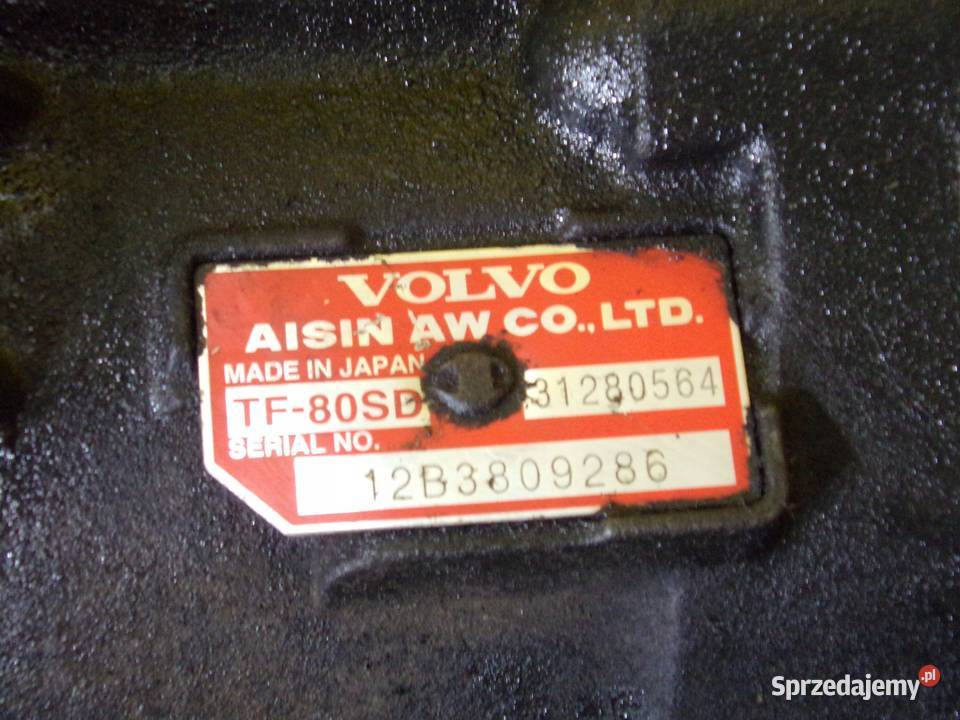 VOLVO
AISIN AW CO., LTD.
MADE IN JAPAN
TF-80SD 31280564
SERIAL NO.
12B3809286
Sprzedajemy.pl